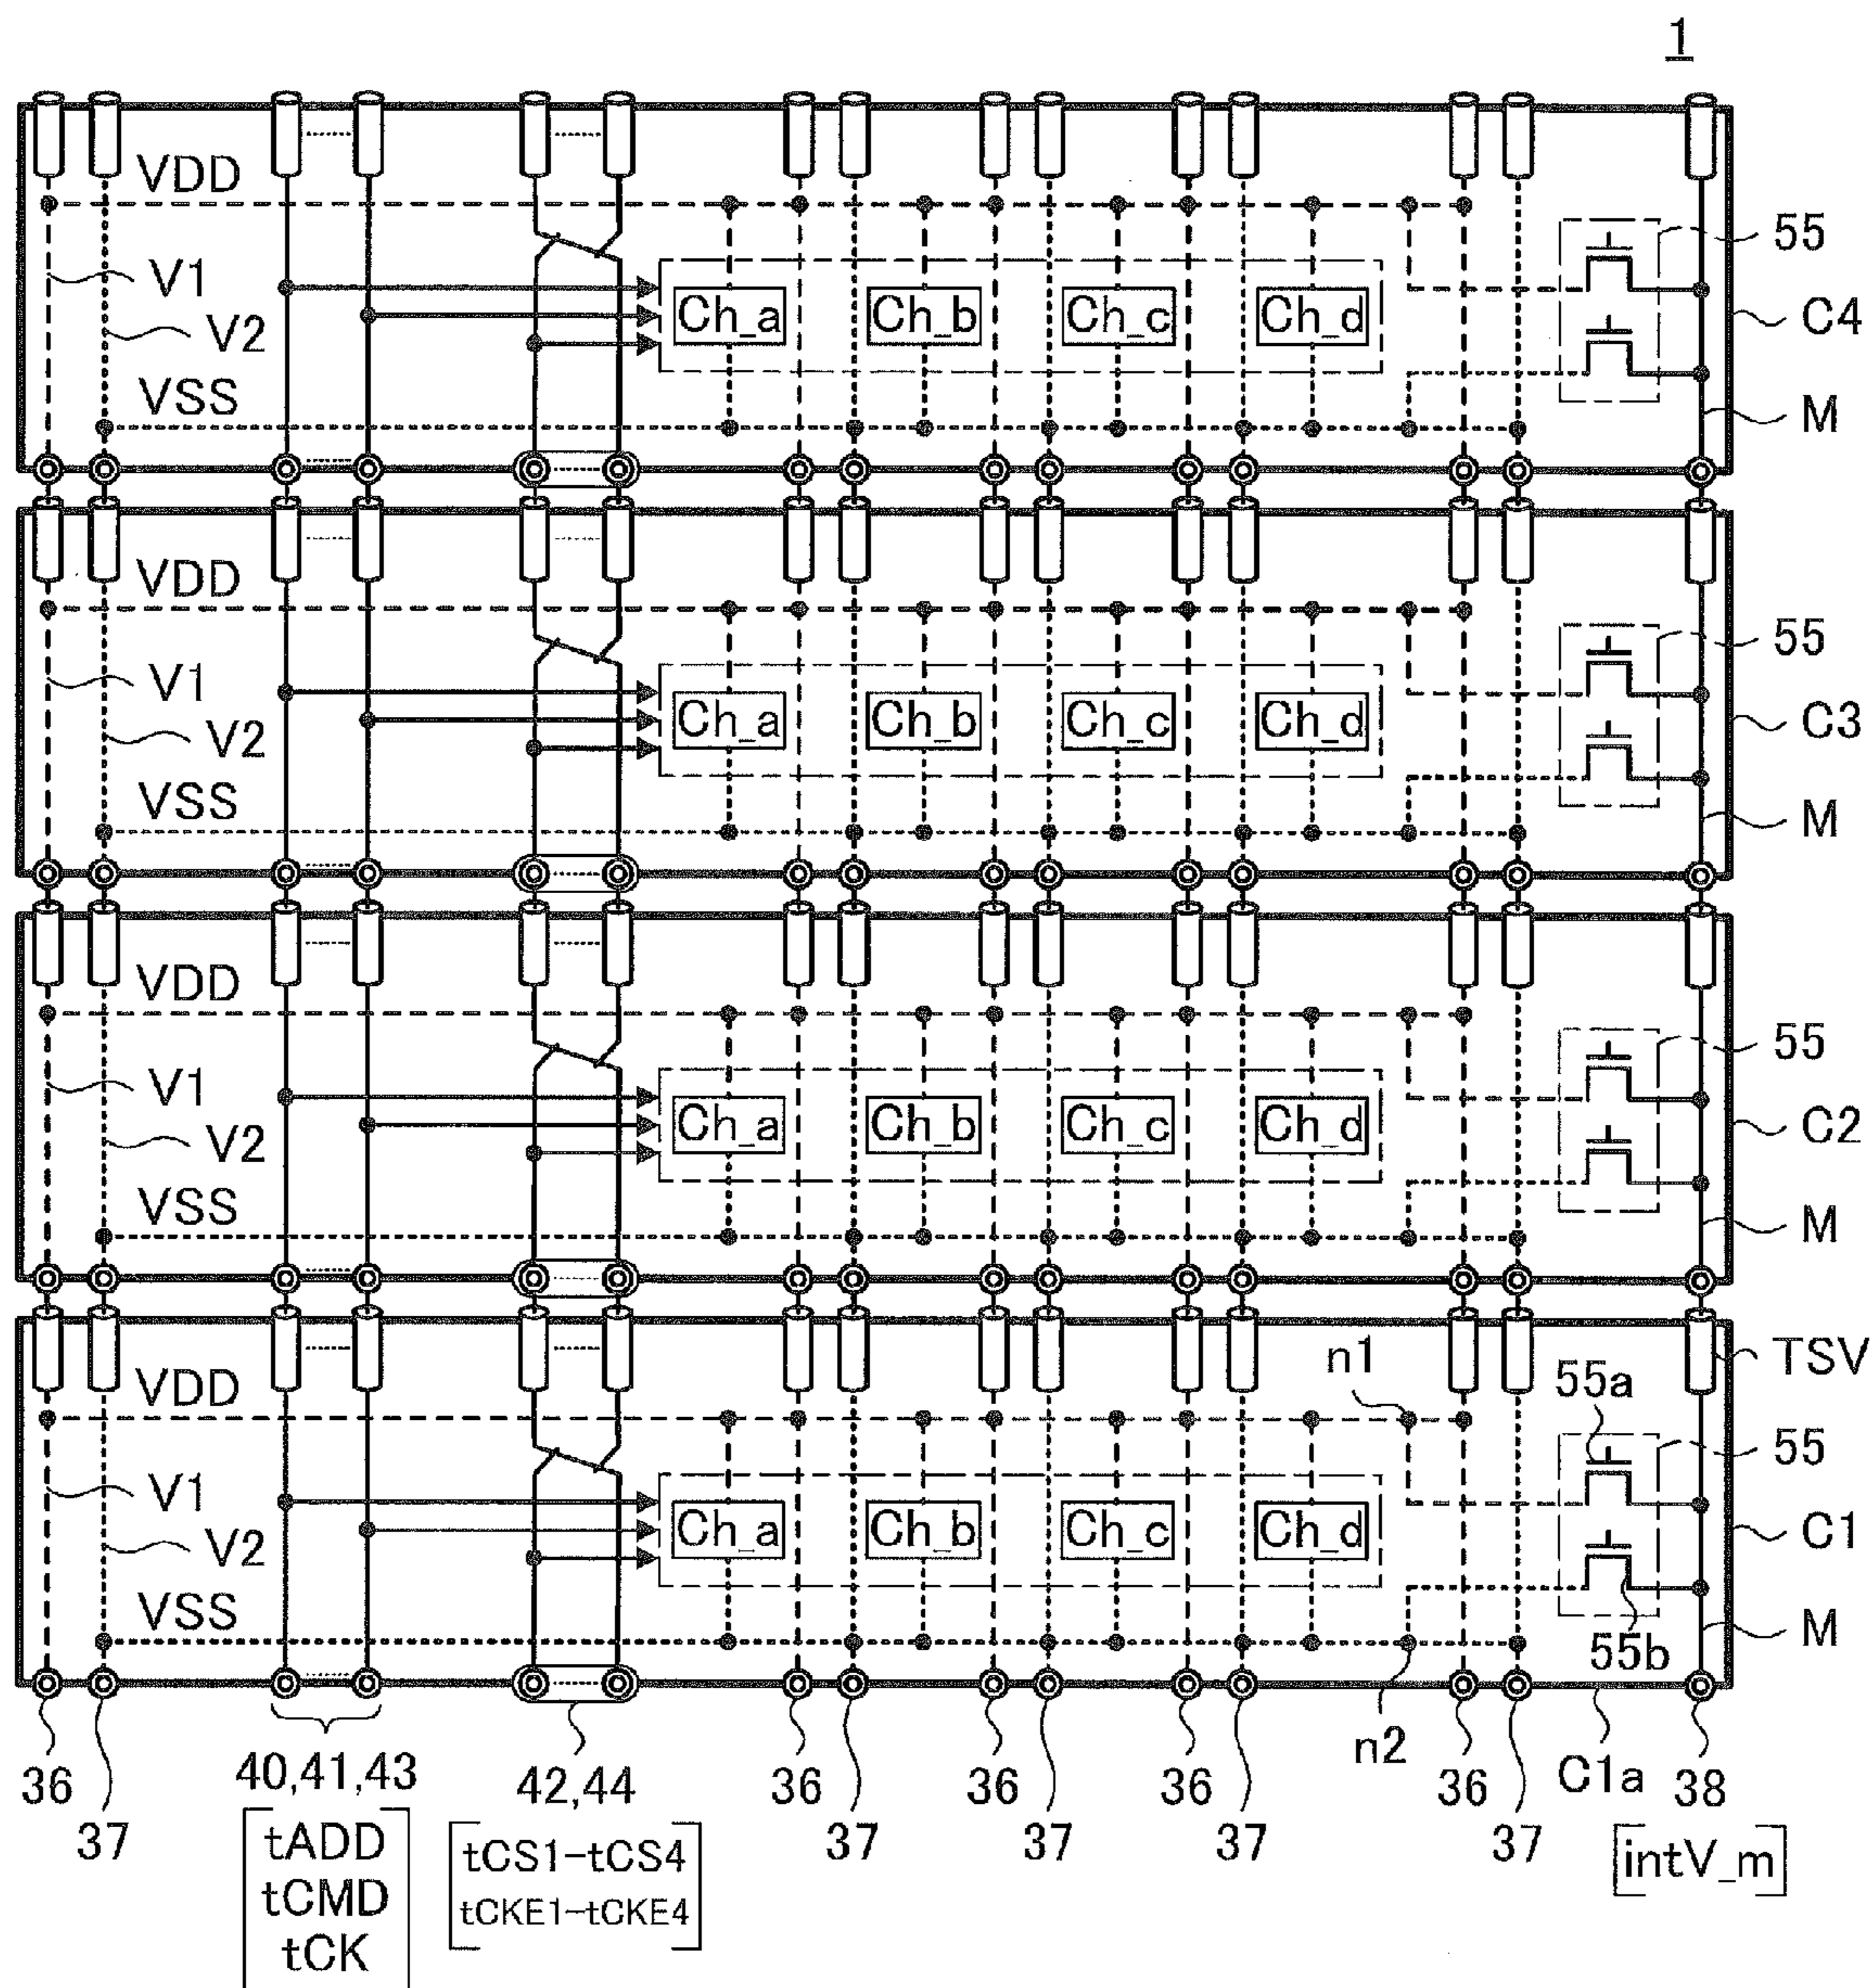 1
VDD
V1
V2
VSS
Ch_a Ch_b Ch_c Ch_d
55
C4
M
VDD
V1
V2
VSS
Ch_a Ch_b Ch_c Ch_d
55
C3
M
VDD
V1
V2
VSS
Ch_a Ch_b Ch_c Ch_d
55
C2
M
VDD
V1
V2
VSS
Ch_a Ch_b Ch_c Ch_d
n1
n2
55a
55b
TSV
55
C1
M
36 37 40,41,43 42,44 36 37 36 37 36 37 36 37 C1a 38
tADD
tCMD
tCK
tCS1-tCS4
tCKE1-tCKE4
intV_m